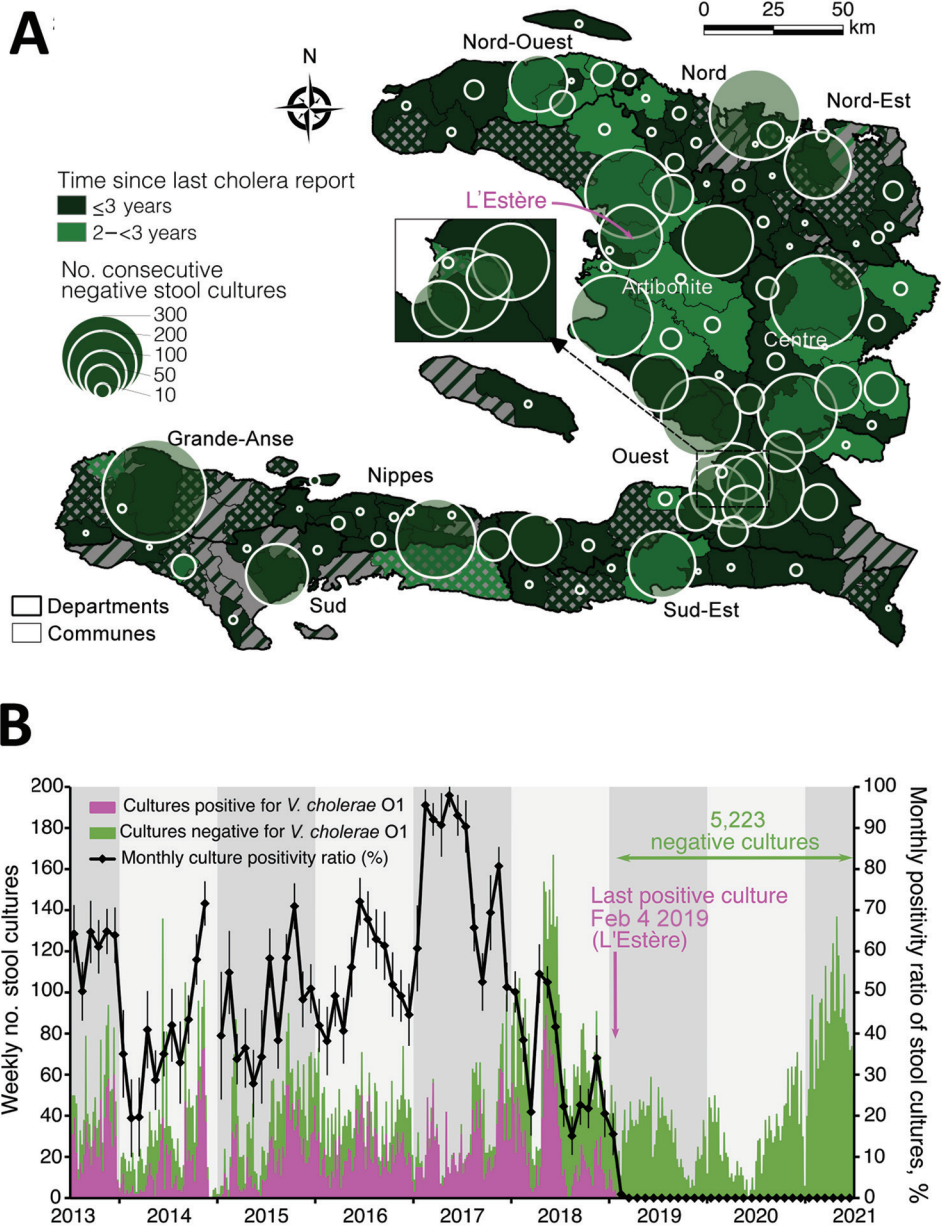 A
0 25 50
km
N
Nord-Ouest
Nord
Nord-Est
Time since last cholera report
≤3 years
2–<3 years
L'Estère
No. consecutive
negative stool cultures
300
200
100
50
10
Artibonite
Centre
Grande-Anse
Nippes
Ouest
Departments
Communes
Sud
Sud-Est
B
Weekly no. stool cultures
200
180
160
140
120
100
80
60
40
20
0
Cultures positive for V. cholerae O1
Cultures negative for V. cholerae O1
Monthly culture positivity ratio (%)
5,223
negative cultures
Last positive culture
Feb 4 2019
(L'Estère)
100
90
80
70
60
50
40
30
20
10
0
Monthly positivity ratio of stool cultures, %
2013 2014 2015 2016 2017 2018 2019 2020 2021